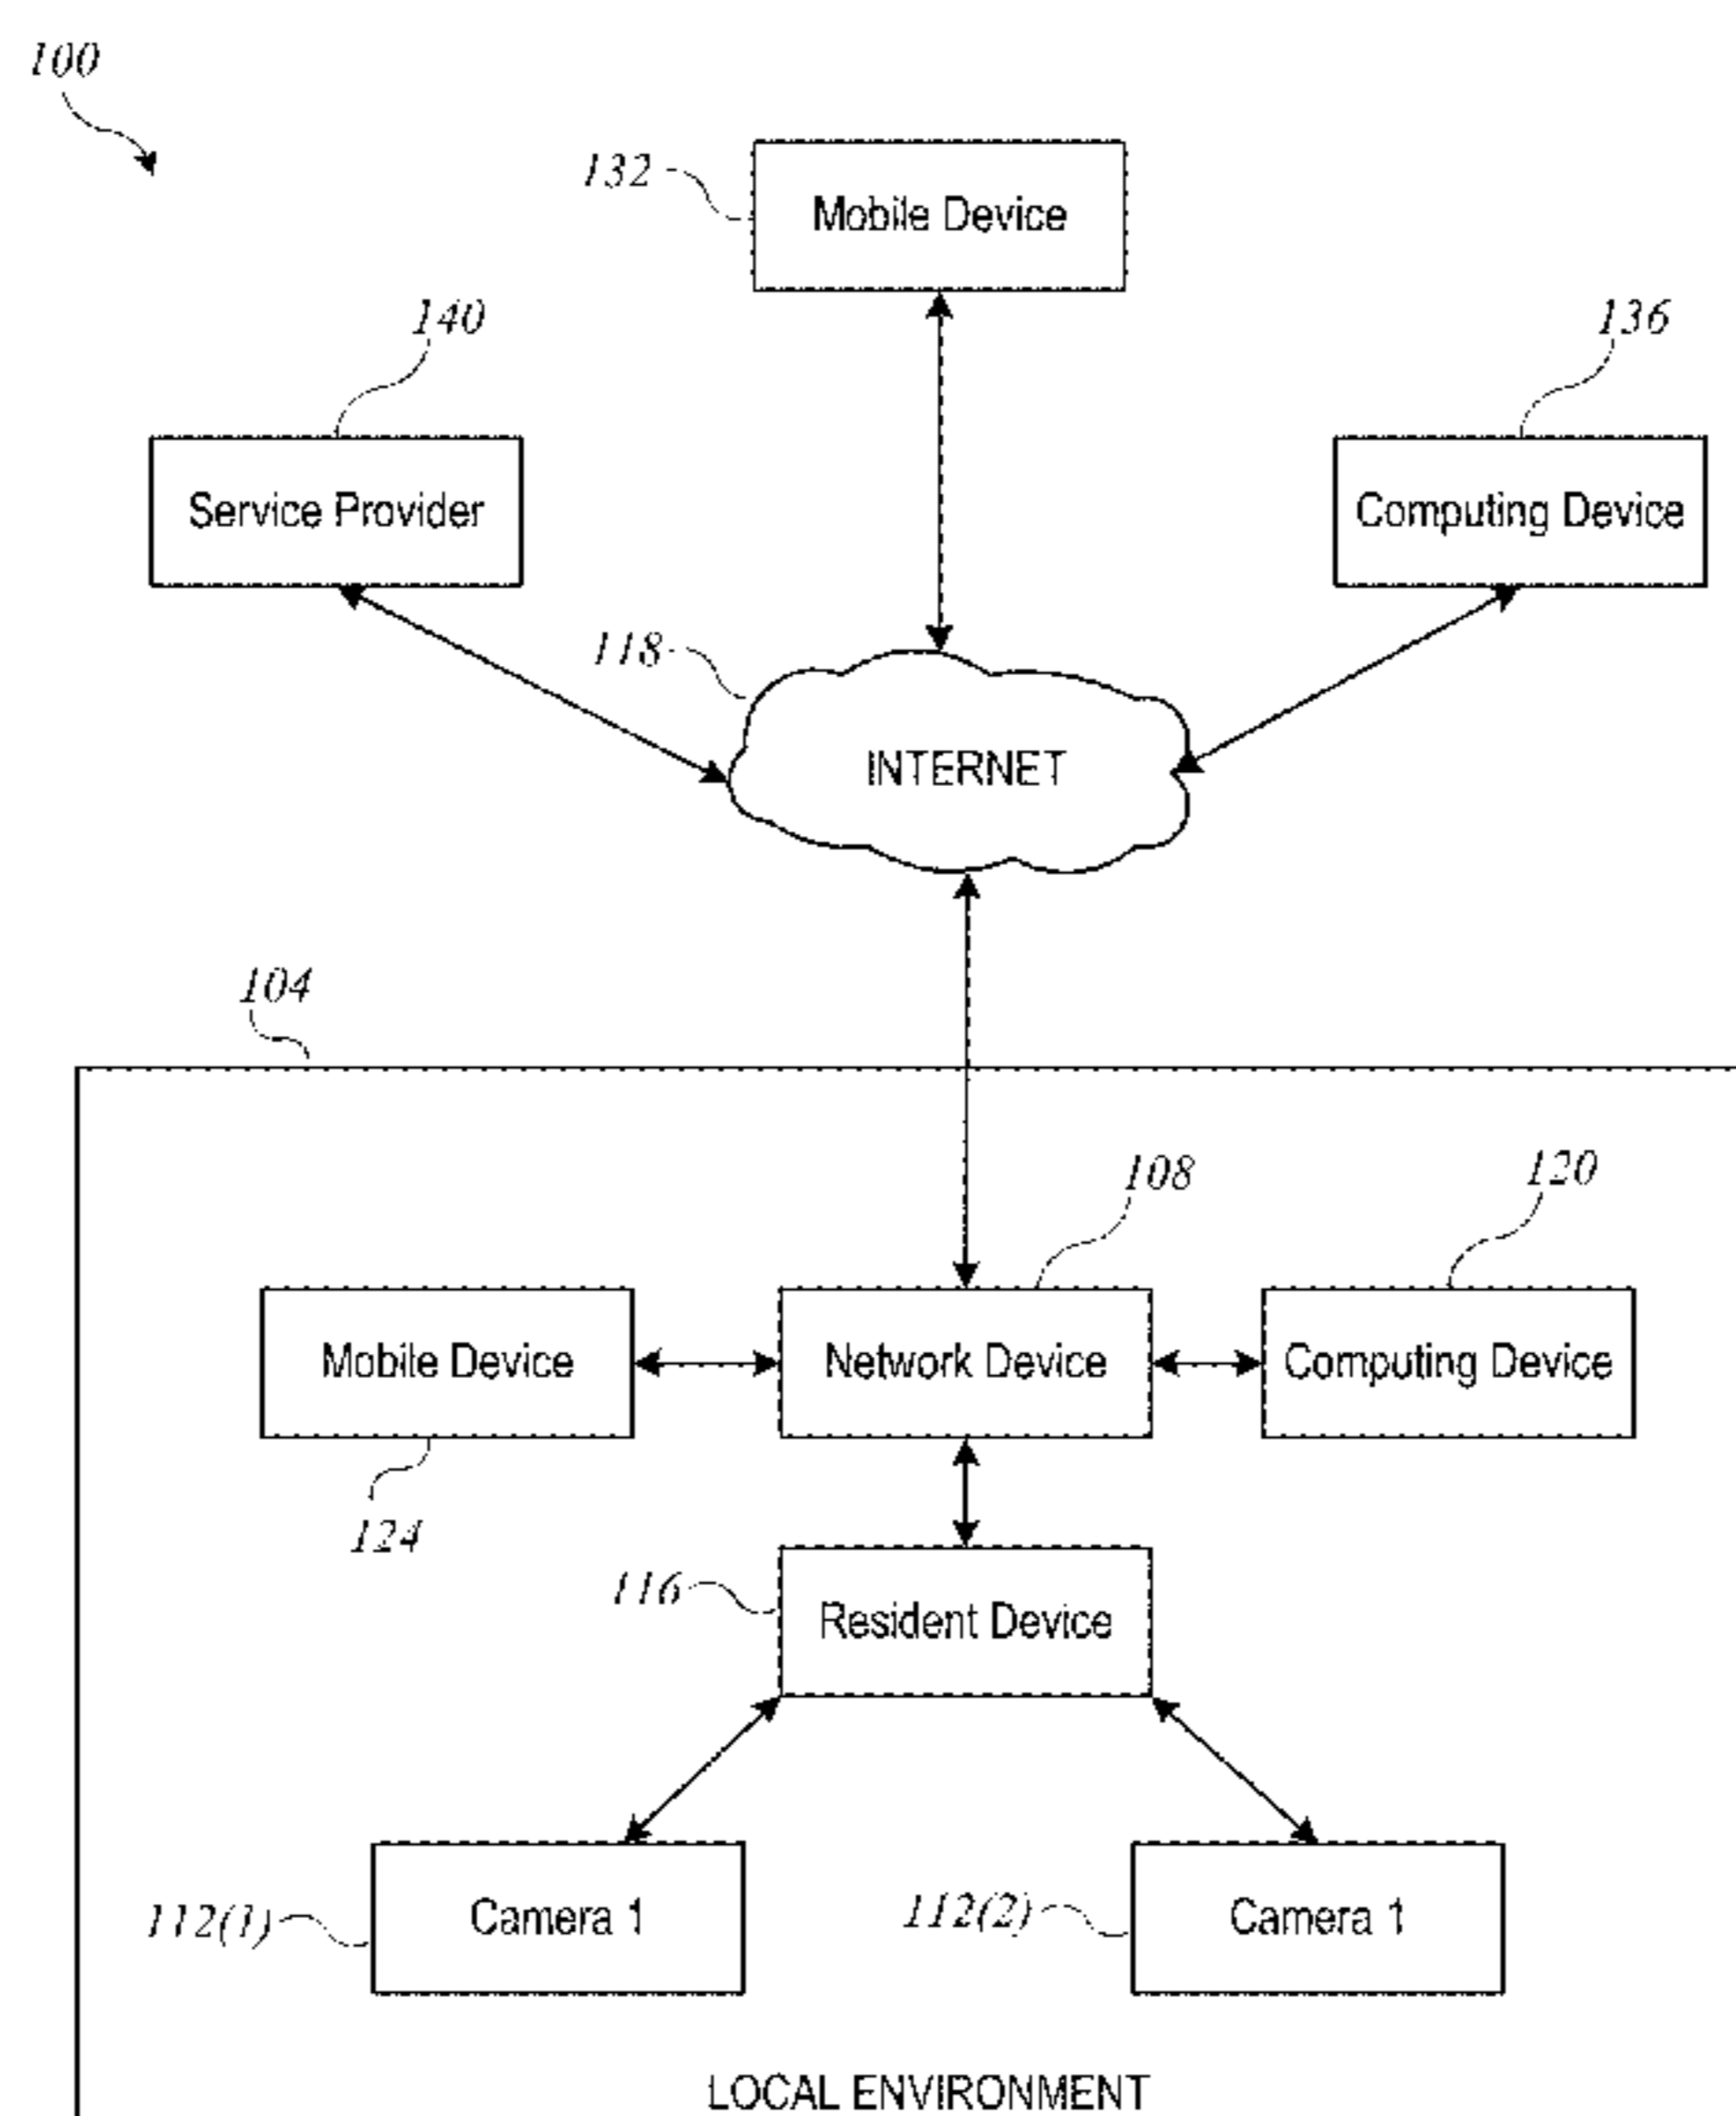 100
132
Mobile Device
140
136
Service Provider
Computing Device
118
INTERNET
104
108
120
Mobile Device
Network Device
Computing Device
124
116
Resident Device
112(1)
Camera 1
112(2)
Camera 1
LOCAL ENVIRONMENT